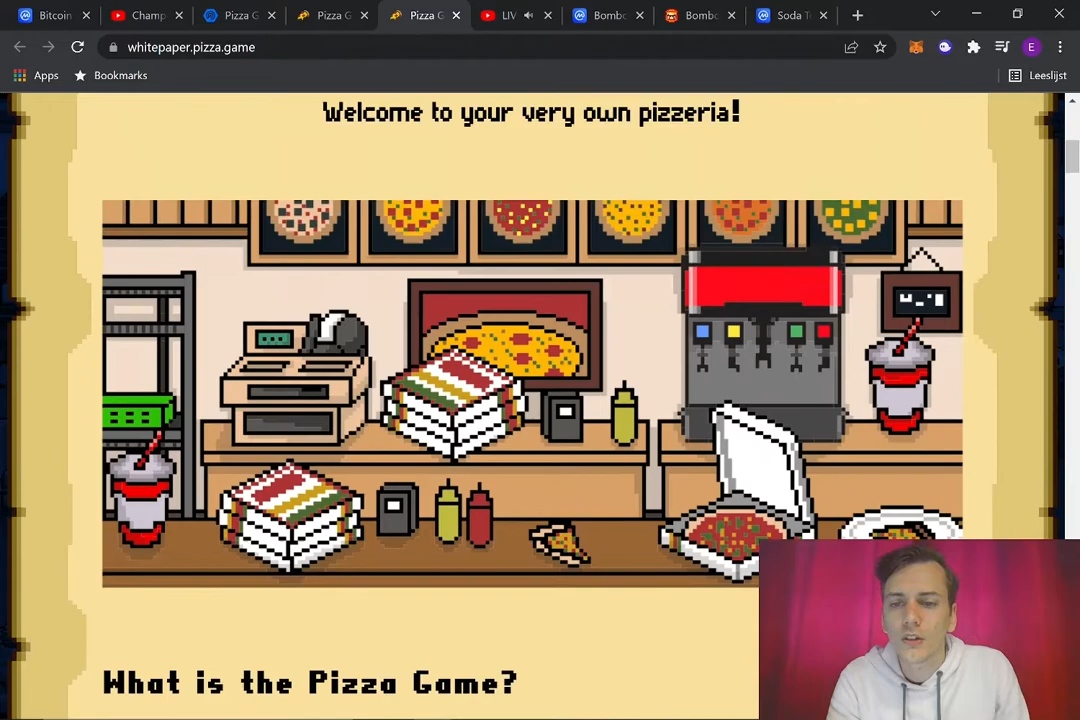 Bitcoin
Champ
Pizza G
Pizza G
Pizza G
LIV
Bombc
Bombc
Soda T
whitepaper.pizza.game
E
Apps
Bookmarks
Leeslijst
Welcome to your very own pizzeria!
What is the Pizza Game?